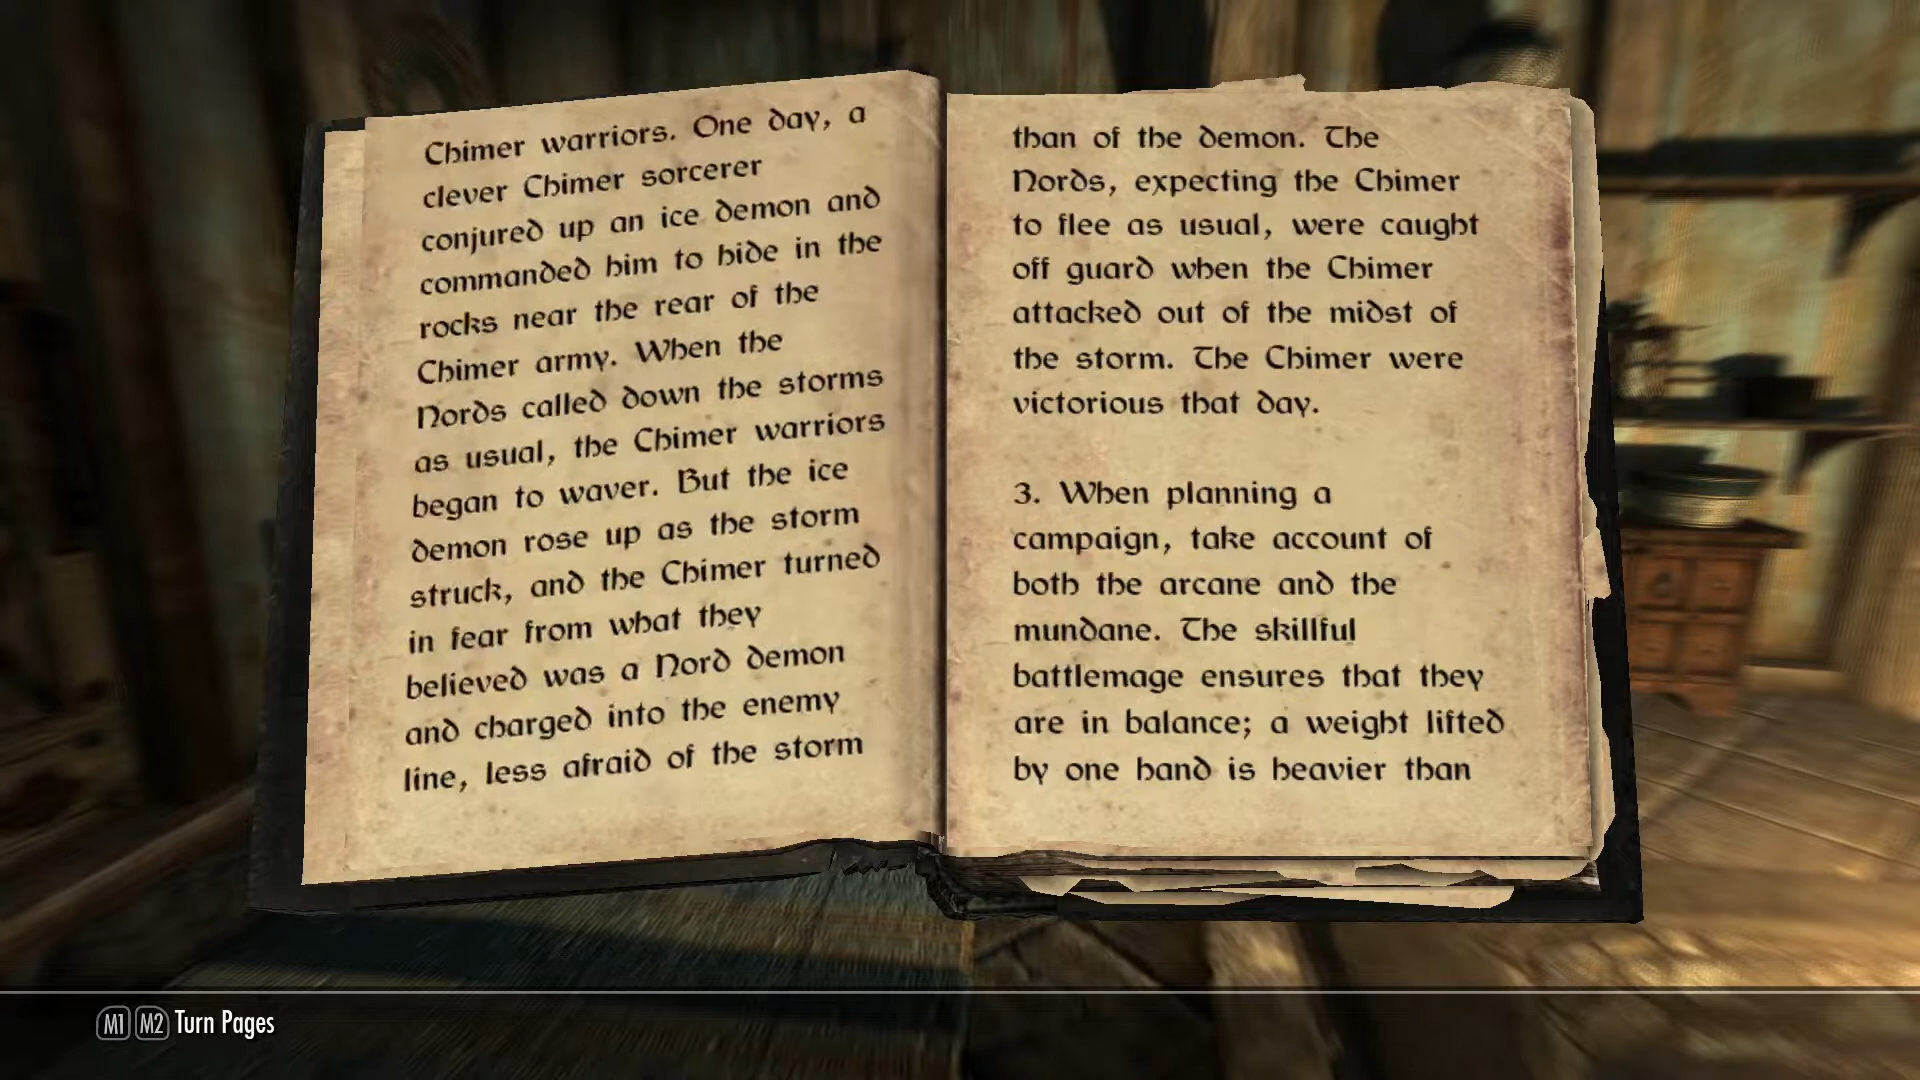 Chimer warriors. One day, a
clever Chimer sorcerer
conjured up an ice demon and
commanded him to hide in the
rocks near the rear of the
Chimer army. When the
Nords called down the storms
as usual, the Chimer warriors
began to waver. But the ice
demon rose up as the storm
struck, and the Chimer turned
in fear from what they
believed was a Nord demon
and charged into the enemy
line, less afraid of the storm
than of the demon. The
Nords, expecting the Chimer
to flee as usual, were caught
off guard when the Chimer
attacked out of the midst of
the storm. The Chimer were
victorious that day.
3. When planning a
campaign, take account of
both the arcane and the
mundane. The skillful
battlemage ensures that they
are in balance; a weight lifted
by one hand is heavier than
M1 M2 Turn Pages